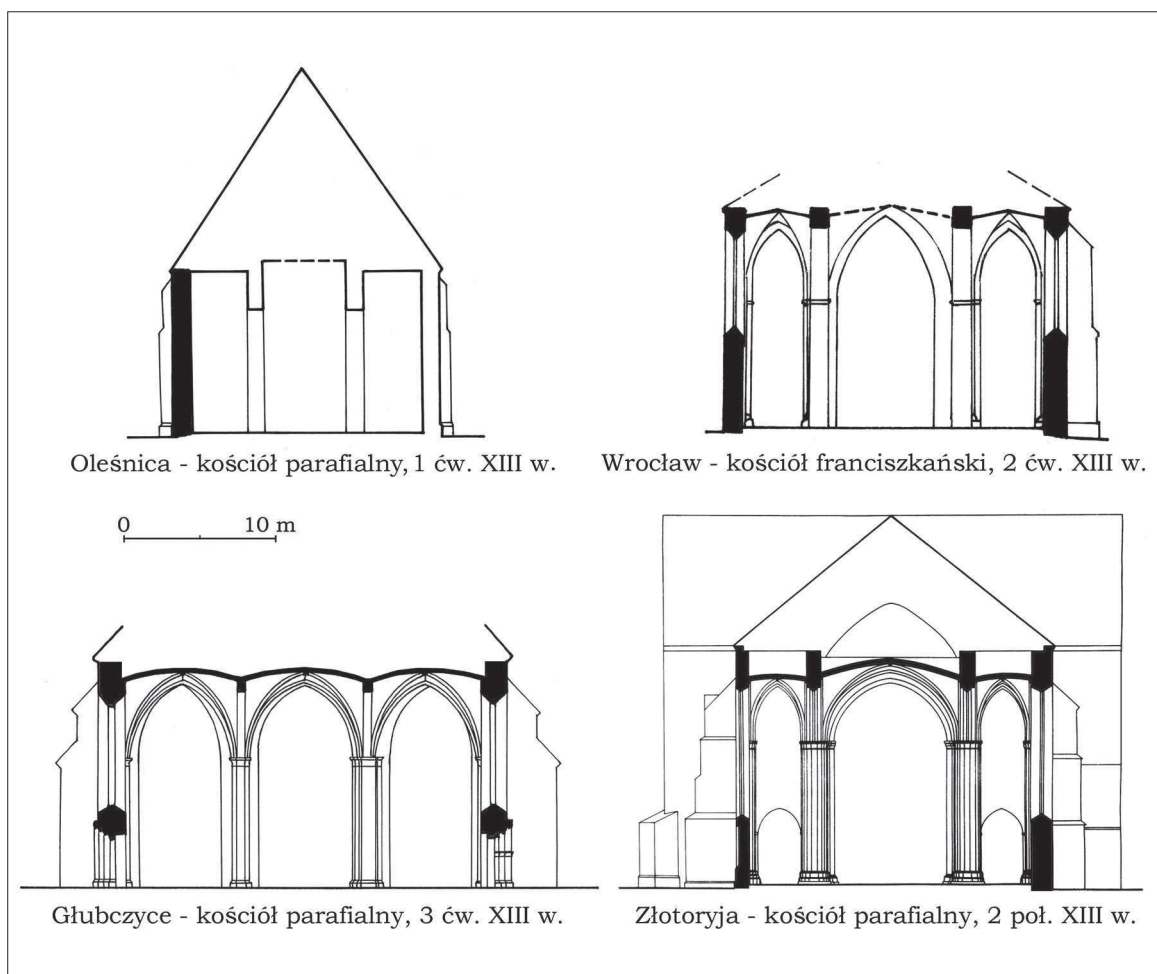 Oleśnica - kościół parafialny, 1 ćw. XIII w.
Wrocław - kościół franciszkański, 2 ćw. XIII w.
0 10 m
Głubczyce - kościół parafialny, 3 ćw. XIII w.
Złotoryja - kościół parafialny, 2 poł. XIII w.